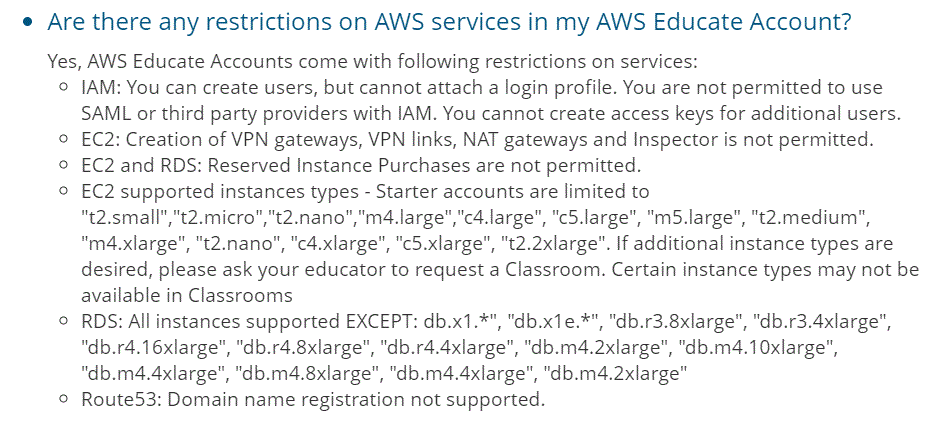 Are there any restrictions on AWS services in my AWS Educate Account?
Yes, AWS Educate Accounts come with following restrictions on services:
IAM: You can create users, but cannot attach a login profile. You are not permitted to use
SAML or third party providers with IAM. You cannot create access keys for additional users.
EC2: Creation of VPN gateways, VPN links, NAT gateways and Inspector is not permitted.
EC2 and RDS: Reserved Instance Purchases are not permitted.
EC2 supported instances types - Starter accounts are limited to
"t2.small","t2.micro","t2.nano","m4.large","c4.large", "c5.large", "m5.large", "t2.medium",
"m4.xlarge", "t2.nano", "c4.xlarge", "c5.xlarge", "t2.2xlarge". If additional instance types are
desired, please ask your educator to request a Classroom. Certain instance types may not be
available in Classrooms
RDS: All instances supported EXCEPT: db.x1.*", "db.x1e.*", "db.r3.8xlarge", "db.r3.4xlarge",
"db.r4.16xlarge", "db.r4.8xlarge", "db.r4.4xlarge", "db.m4.2xlarge", "db.m4.10xlarge",
"db.m4.4xlarge", "db.m4.8xlarge", "db.m4.4xlarge", "db.m4.2xlarge"
Route53: Domain name registration not supported.